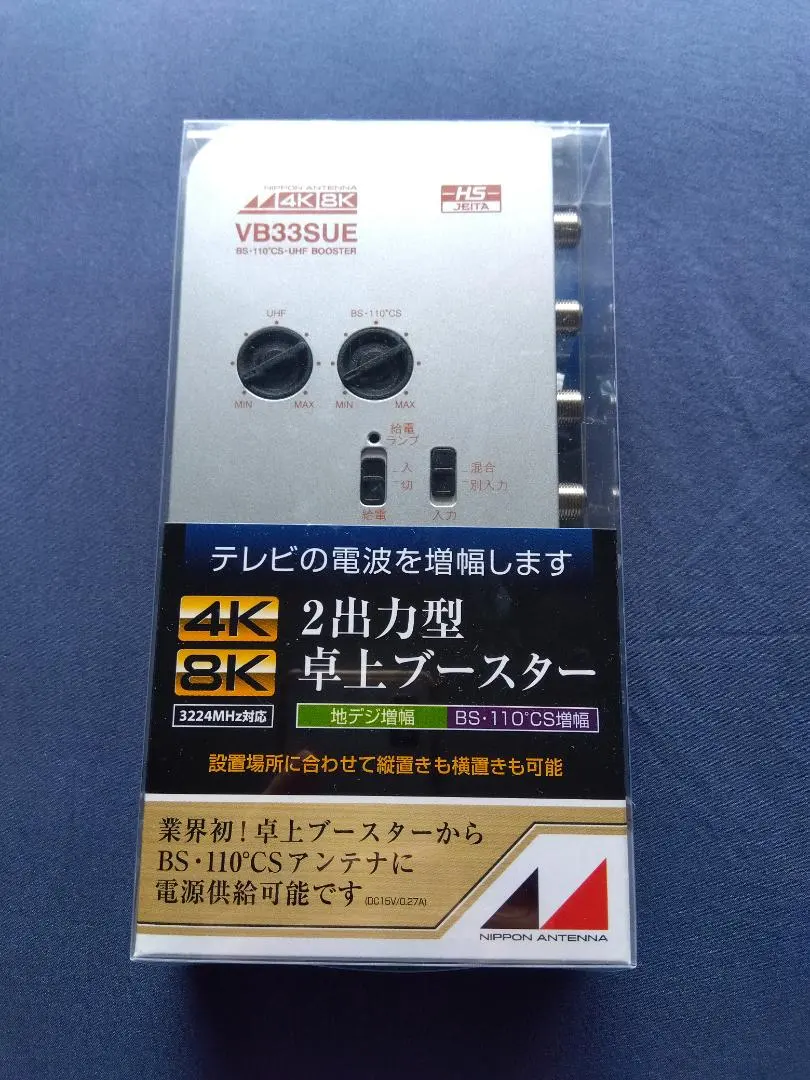 NIPPON ANTENNA
4K 8K
HS
JEITA
VB33SUE
BS・110°CS・UHF BOOSTER
UHF
BS・110°CS
MIN
MAX
MIN
MAX
給電
ランプ
入
切
給電
混合
別入力
入力
テレビの電波を増幅します
4K
8K
2出力型
卓上ブースター
3224MHz対応
地デジ増幅
BS・110°CS増幅
設置場所に合わせて縦置きも横置きも可能
業界初!卓上ブースターから
BS・110°CSアンテナに
電源供給可能です(DC15V/0.27A)
NIPPON ANTENNA